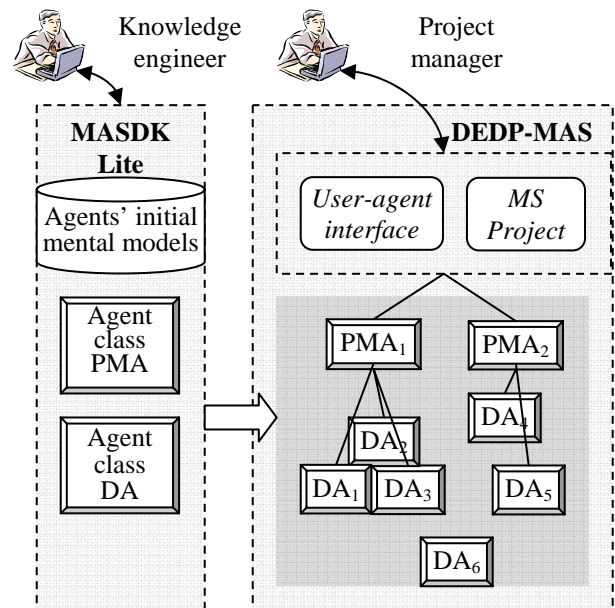 Knowledge
engineer
Project
manager
MASDK
Lite
Agents' initial
mental models
Agent
class
PMA
Agent
class
DA
DEDP-MAS
User-agent
interface
MS
Project
PMA₁
PMA₂
DA₂
DA₄
DA₁
DA₃
DA₅
DA₆